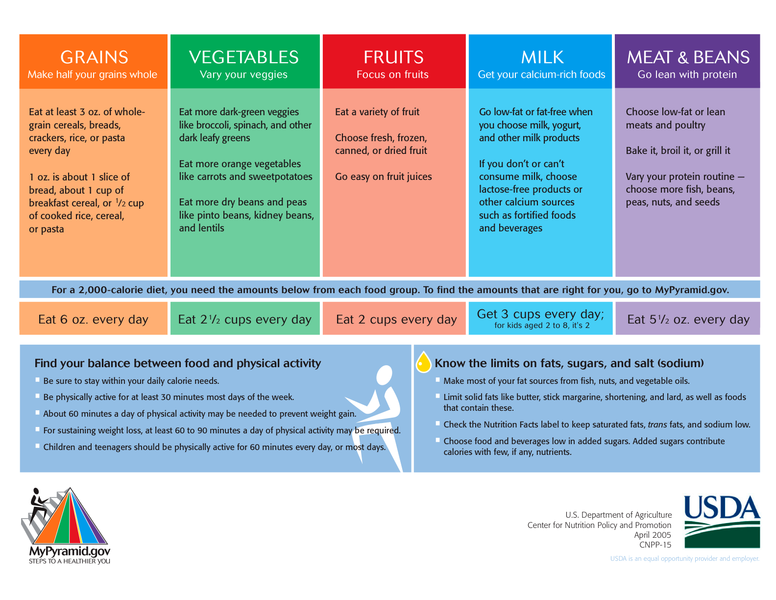 GRAINS
Make half your grains whole
Eat at least 3 oz. of whole-
grain cereals, breads,
crackers, rice, or pasta
every day
1 oz. is about 1 slice of
bread, about 1 cup of
breakfast cereal, or 1/2 cup
of cooked rice, cereal,
or pasta
VEGETABLES
Vary your veggies
Eat more dark-green veggies
like broccoli, spinach, and other
dark leafy greens
Eat more orange vegetables
like carrots and sweetpotatoes
Eat more dry beans and peas
like pinto beans, kidney beans,
and lentils
FRUITS
Focus on fruits
Eat a variety of fruit
Choose fresh, frozen,
canned, or dried fruit
Go easy on fruit juices
MILK
Get your calcium-rich foods
Go low-fat or fat-free when
you choose milk, yogurt,
and other milk products
If you don't or can't
consume milk, choose
lactose-free products or
other calcium sources
such as fortified foods
and beverages
MEAT & BEANS
Go lean with protein
Choose low-fat or lean
meats and poultry
Bake it, broil it, or grill it
Vary your protein routine —
choose more fish, beans,
peas, nuts, and seeds
For a 2,000-calorie diet, you need the amounts below from each food group. To find the amounts that are right for you, go to MyPyramid.gov.
Eat 6 oz. every day
Eat 2 1/2 cups every day
Eat 2 cups every day
Get 3 cups every day;
for kids aged 2 to 8, it's 2
Eat 5 1/2 oz. every day
Find your balance between food and physical activity
Be sure to stay within your daily calorie needs.
Be physically active for at least 30 minutes most days of the week.
About 60 minutes a day of physical activity may be needed to prevent weight gain.
For sustaining weight loss, at least 60 to 90 minutes a day of physical activity may be required.
Children and teenagers should be physically active for 60 minutes every day, or most days.
Know the limits on fats, sugars, and salt (sodium)
Make most of your fat sources from fish, nuts, and vegetable oils.
Limit solid fats like butter, stick margarine, shortening, and lard, as well as foods
that contain these.
Check the Nutrition Facts label to keep saturated fats, trans fats, and sodium low.
Choose food and beverages low in added sugars. Added sugars contribute
calories with few, if any, nutrients.
MyPyramid.gov
STEPS TO A HEALTHIER YOU
U.S. Department of Agriculture
Center for Nutrition Policy and Promotion
April 2005
CNPP-15
USDA
USDA is an equal opportunity provider and employer.